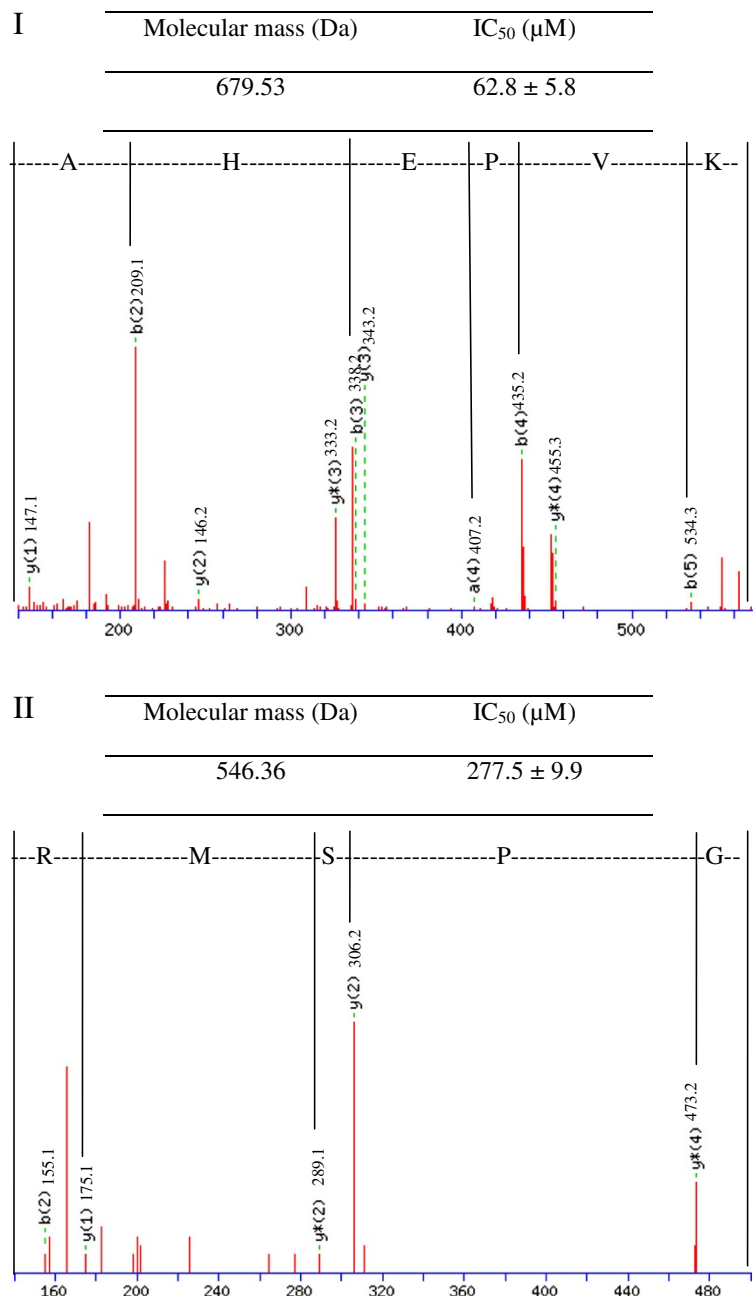 I
Molecular mass (Da) IC₅₀ (µM)
679.53 62.8 ± 5.8
------A-----------H-----------E------P------V-------K---
y(1) 147.1
b(2) 209.1
y(2) 146.2
y*(3) 333.2
b(3) 338.2
y(3) 343.2
a(4) 407.2
b(4) 435.2
y*(4) 455.3
b(5) 534.3
200 300 400 500
II
Molecular mass (Da) IC₅₀ (µM)
546.36 277.5 ± 9.9
---R------------M-----------S------------------P--------------------G---
b(2) 155.1
y(1) 175.1
y*(2) 289.1
y(2) 306.2
y*(4) 473.2
160 200 240 280 320 360 400 440 480